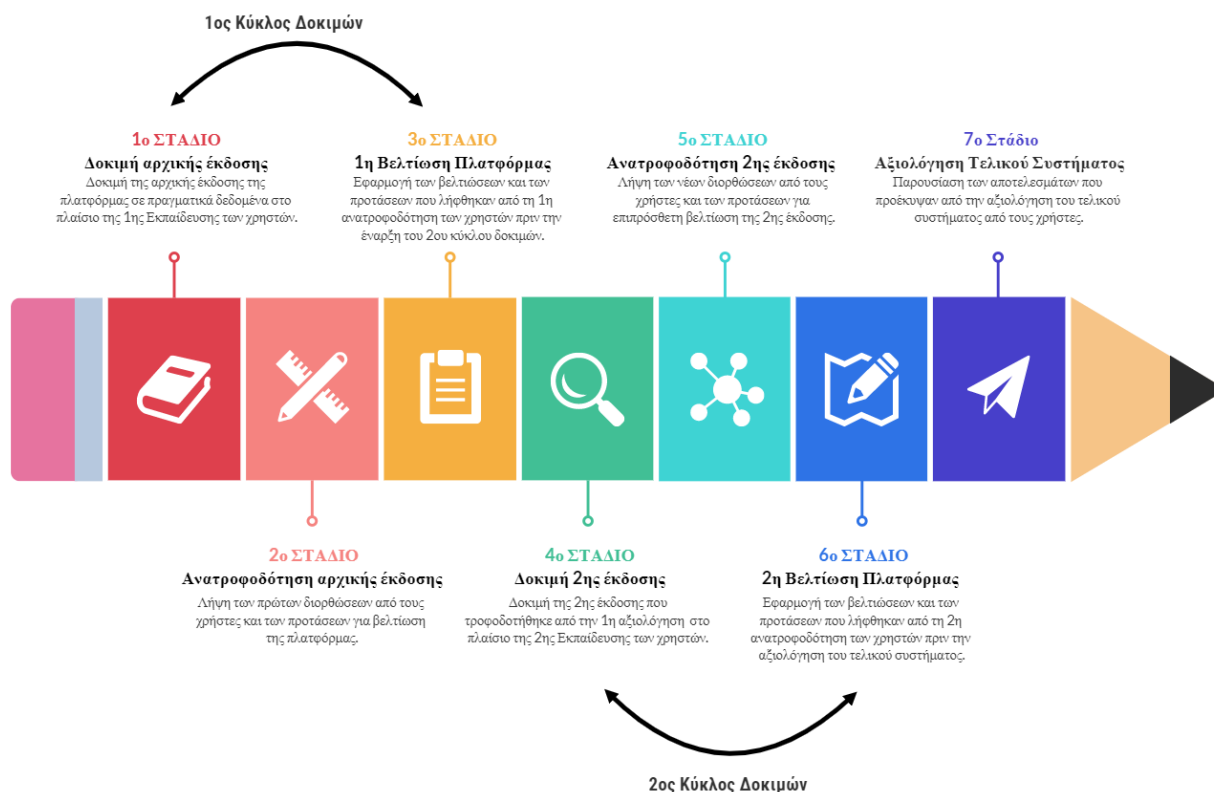 1ος Κύκλος Δοκιμών
1ο ΣΤΑΔΙΟ
Δοκιμή αρχικής έκδοσης
Δοκιμή της αρχικής έκδοσης της
πλατφόρμας σε πραγματικά δεδομένα στο
πλαίσιο της 1ης Εκπαίδευσης των χρηστών.
3ο ΣΤΑΔΙΟ
1η Βελτίωση Πλατφόρμας
Εφαρμογή των βελτιώσεων και των
προτάσεων που λήφθηκαν από τη 1η
ανατροφοδότηση των χρηστών πριν την
έναρξη του 2ου κύκλου δοκιμών.
5ο ΣΤΑΔΙΟ
Ανατροφοδότηση 2ης έκδοσης
Λήψη των νέων διορθώσεων από τους
χρήστες και των προτάσεων για
επιπρόσθετη βελτίωση της 2ης έκδοσης.
7ο Στάδιο
Αξιολόγηση Τελικού Συστήματος
Παρουσίαση των αποτελεσμάτων που
προέκυψαν από την αξιολόγηση του τελικού
συστήματος από τους χρήστες.
2ο ΣΤΑΔΙΟ
Ανατροφοδότηση αρχικής έκδοσης
Λήψη των πρώτων διορθώσεων από τους
χρήστες και των προτάσεων για βελτίωση
της πλατφόρμας.
4ο ΣΤΑΔΙΟ
Δοκιμή 2ης έκδοσης
Δοκιμή της 2ης έκδοσης που
τροφοδοτήθηκε από την 1η αξιολόγηση στο
πλαίσιο της 2ης Εκπαίδευσης των χρηστών.
6ο ΣΤΑΔΙΟ
2η Βελτίωση Πλατφόρμας
Εφαρμογή των βελτιώσεων και των
προτάσεων που λήφθηκαν από τη 2η
ανατροφοδότηση των χρηστών πριν την
αξιολόγηση του τελικού συστήματος.
2ος Κύκλος Δοκιμών